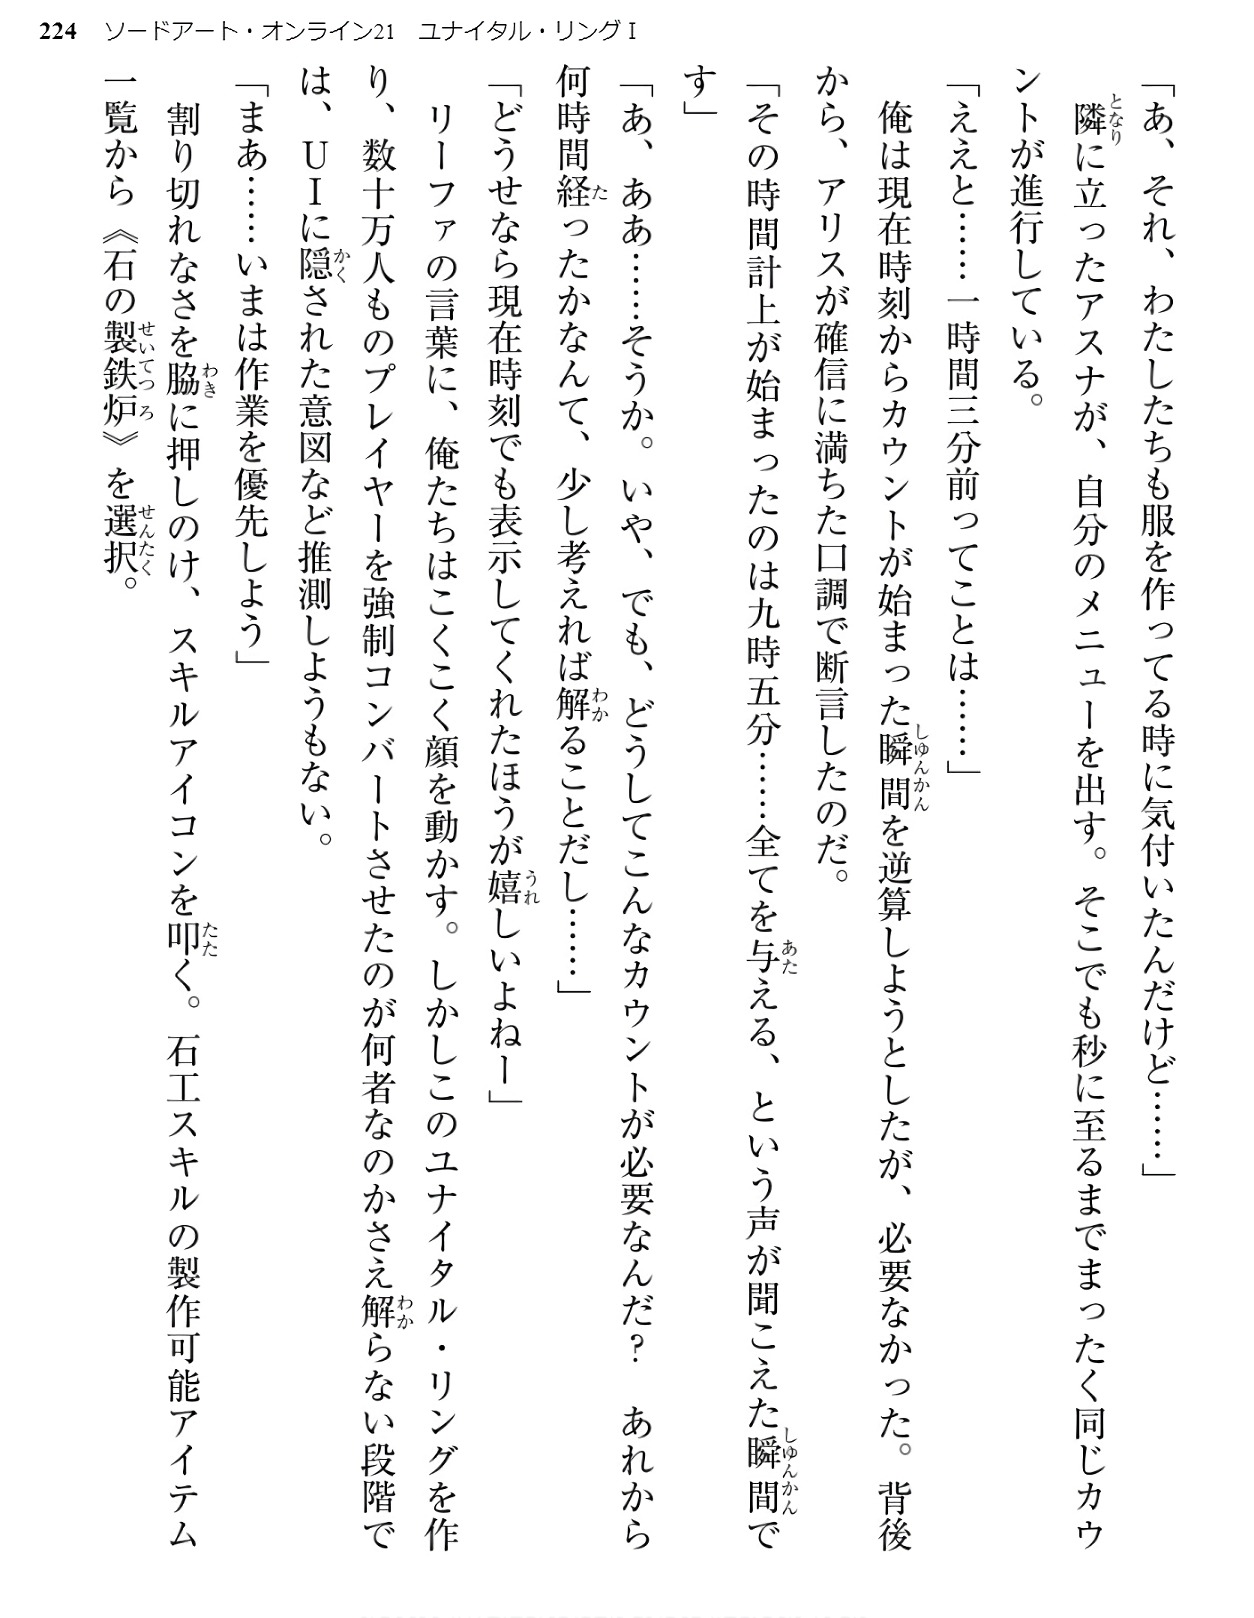 224 ソードアート・オンライン21 ユナイタル・リングⅠ
「あ、それ、わたしたちも服を作ってる時に気付いたんだけど……」
　隣に立ったアスナが、自分のメニューを出す。そこでも秒に至るまでまったく同じカウ
ントが進行している。
「ええと……一時間三分前ってことは……」
　俺は現在時刻からカウントが始まった瞬間を逆算しようとしたが、必要なかった。背後
から、アリスが確信に満ちた口調で断言したのだ。
「その時間計上が始まったのは九時五分……全てを与える、という声が聞こえた瞬間で
す」
「あ、ああ……そうか。いや、でも、どうしてこんなカウントが必要なんだ？　あれから
何時間経ったかなんて、少し考えれば解ることだし……」
「どうせなら現在時刻でも表示してくれたほうが嬉しいよねー」
　リーファの言葉に、俺たちはこくこく顔を動かす。しかしこのユナイタル・リングを作
り、数十万人ものプレイヤーを強制コンバートさせたのが何者なのかさえ解らない段階で
は、ＵＩに隠された意図など推測しようもない。
「まあ……いまは作業を優先しよう」
　割り切れなさを脇に押しのけ、スキルアイコンを叩く。石工スキルの製作可能アイテム
一覧から《石の製鉄炉》を選択。